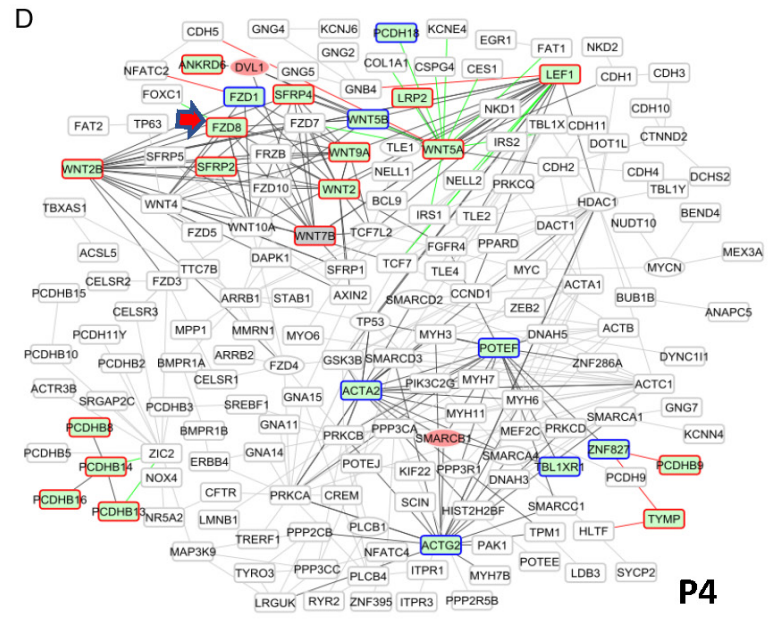 D
CDH5
GNG4
KCNJ6
PCDH18
KCNE4
EGR1
FAT1
NKD2
GNG2
ANKRD6
DVL1
NFATC2
GNG5
COL1A1
CSPG4
CES1
LEF1
CDH1
CDH3
FOXC1
FZD1
SFRP4
GNB4
LRP2
NKD1
CDH10
FAT2
TP63
FZD8
FZD7
WNT5B
TBL1X
CDH11
CTNND2
DOT1L
WNT2B
SFRP5
SFRP2
FRZB
WNT9A
TLE1
WNT5A
IRS2
CDH2
CDH4
DCHS2
NELL1
NELL2
PRKCQ
TBL1Y
FZD10
WNT2
TBXAS1
WNT4
BCL9
HDAC1
BEND4
IRS1
TLE2
DACT1
NUDT10
FZD5
WNT10A
WNT7B
TCF7L2
FGFR4
PPARD
ACSL5
DAPK1
TTC7B
SFRP1
TCF7
TLE4
MYC
MYCN
MEX3A
CELSR2
FZD3
PCDHB15
ARRB1
STAB1
AXIN2
SMARCD2
CCND1
ACTA1
BUB1B
CELSR3
ZEB2
ANAPC5
PCDH11Y
MPP1
MMRN1
MYO6
TP53
MYH3
DNAH5
ACTB
PCDHB10
PCDHB2
BMPR1A
ARRB2
FZD4
GSK3B
SMARCD3
POTEF
ZNF286A
DYNC1I1
ACTR3B
CELSR1
PIK3C2G
MYH7
ACTC1
SRGAP2C
PCDHB3
SREBF1
GNA15
ACTA2
MYH6
MYH11
GNG7
PCDHB8
BMPR1B
GNA11
PRKCB
PPP3CA
SMARCB1
MEF2C
PRKCD
SMARCA1
KCNN4
PCDHB5
ZIC2
ERBB4
GNA14
POTEJ
SMARCA4
ZNF827
PCDHB14
NOX4
KIF22
PPP3R1
TBL1XR1
PCDHB9
DNAH3
PCDH9
PCDHB16
CFTR
PRKCA
CREM
SCIN
HIST2H2BF
SMARCC1
PCDHB13
NR5A2
LMNB1
PLCB1
TPM1
HLTF
TYMP
TRERF1
PPP2CB
MAP3K9
NFATC4
ACTG2
PAK1
POTEE
TYRO3
PPP3CC
PLCB4
ITPR1
MYH7B
LDB3
SYCP2
LRGUK
RYR2
ZNF395
ITPR3
PPP2R5B
P4